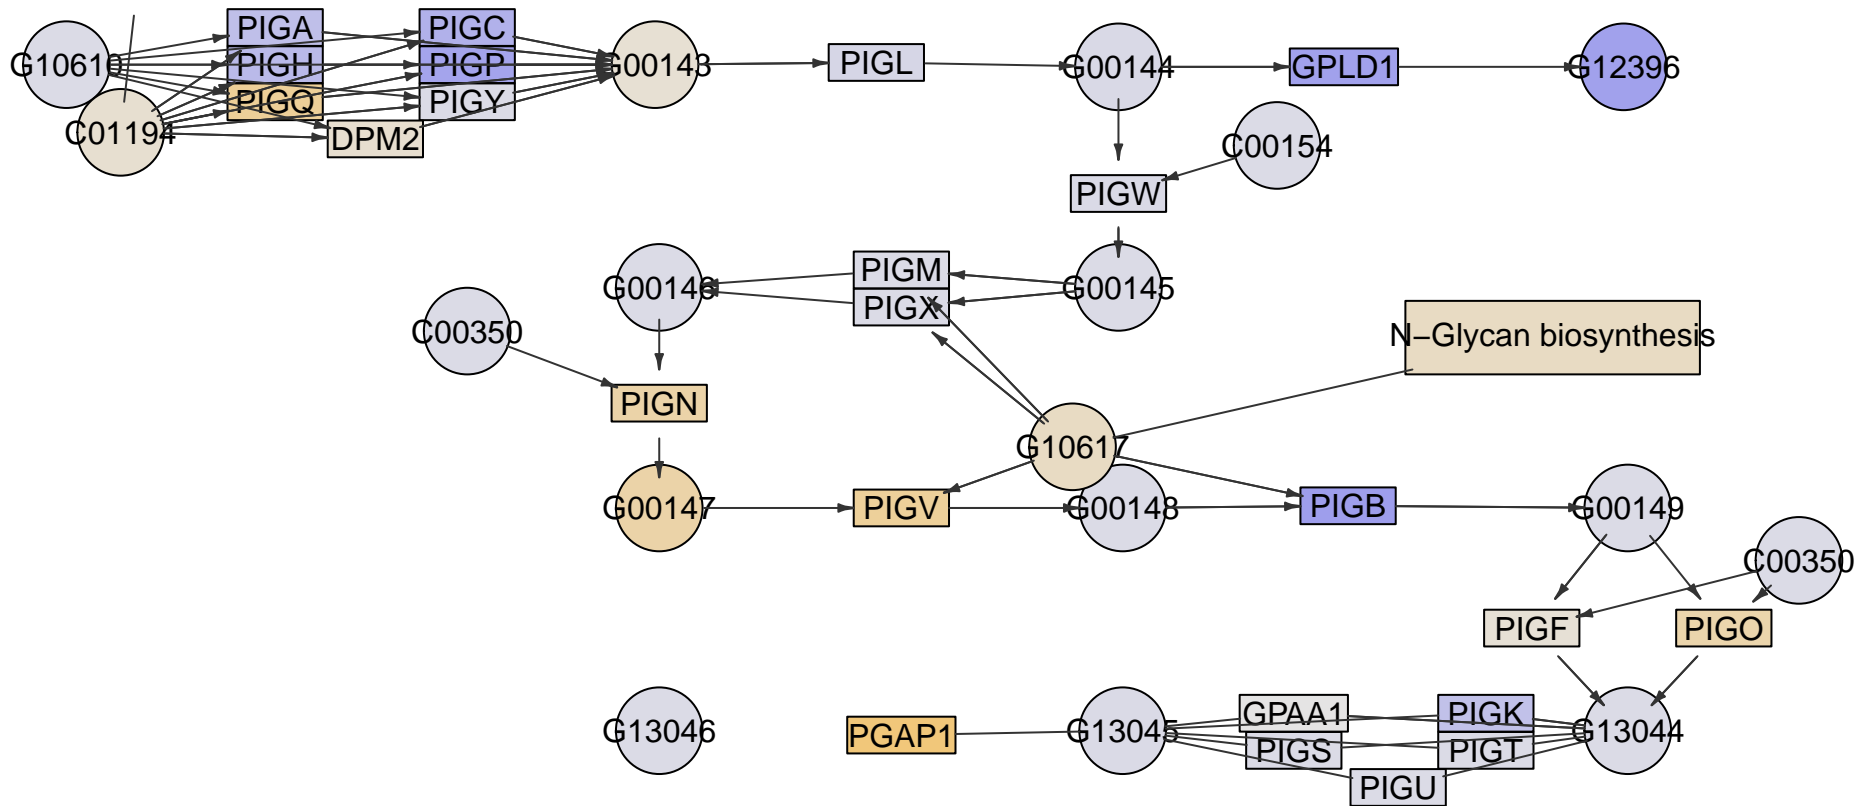 PIGA
PIGC
G10610
PIGH
PIGP
G00143
PIGL
G00144
GPLD1
G12396
PIGQ
PIGY
C01194
DPM2
C00154
PIGW
G00146
PIGM
PIGX
G00145
C00350
N−Glycan biosynthesis
PIGN
G10617
G00147
PIGV
G00148
PIGB
G00149
C00350
PIGF
PIGO
G13046
PGAP1
G13045
GPAA1
PIGK
G13044
PIGS
PIGT
PIGU